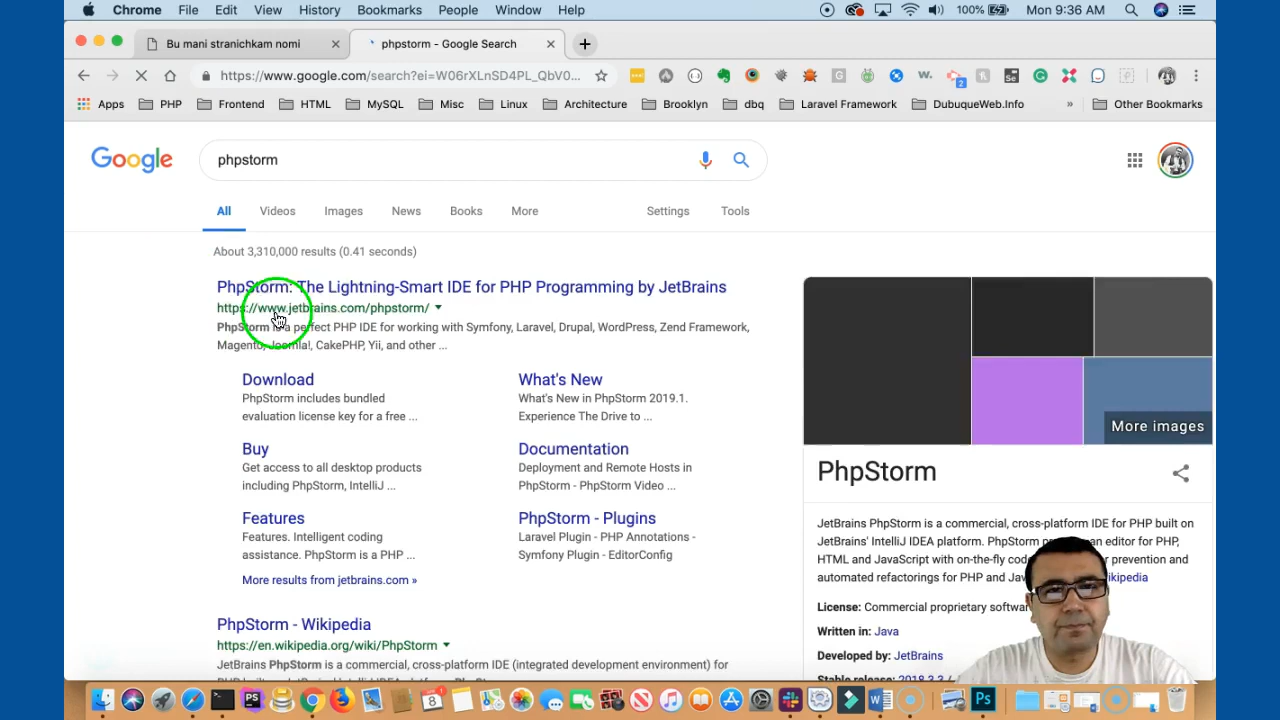 Chrome File Edit View History Bookmarks People Window Help 100% Mon 9:36 AM
Bu mani stranichkam nomi phpstorm - Google Search
https://www.google.com/search?ei=W06rXLnSD4PL_QbV0...
Apps PHP Frontend HTML MySQL Misc Linux Architecture Brooklyn dbq Laravel Framework DubuqueWeb.Info » Other Bookmarks
Google phpstorm
All Videos Images News Books More Settings Tools
About 3,310,000 results (0.41 seconds)
PhpStorm: The Lightning-Smart IDE for PHP Programming by JetBrains
https://www.jetbrains.com/phpstorm/
PhpStorm is a perfect PHP IDE for working with Symfony, Laravel, Drupal, WordPress, Zend Framework,
Magento, Joomla!, CakePHP, Yii, and other ...
Download
PhpStorm includes bundled
evaluation license key for a free ...
What's New
What's New in PhpStorm 2019.1.
Experience The Drive to ...
Buy
Get access to all desktop products
including PhpStorm, IntelliJ ...
Documentation
Deployment and Remote Hosts in
PhpStorm - PhpStorm Video ...
Features
Features. Intelligent coding
assistance. PhpStorm is a PHP ...
PhpStorm - Plugins
Laravel Plugin - PHP Annotations -
Symfony Plugin - EditorConfig
More results from jetbrains.com »
PhpStorm - Wikipedia
https://en.wikipedia.org/wiki/PhpStorm
JetBrains PhpStorm is a commercial, cross-platform IDE (integrated development environment) for
More images
PhpStorm
JetBrains PhpStorm is a commercial, cross-platform IDE for PHP built on
JetBrains' IntelliJ IDEA platform. PhpStorm an editor for PHP,
HTML and JavaScript with on-the-fly prevention and
automated refactorings for PHP and
License: Commercial proprietary
Written in: Java
Developed by: JetBrains